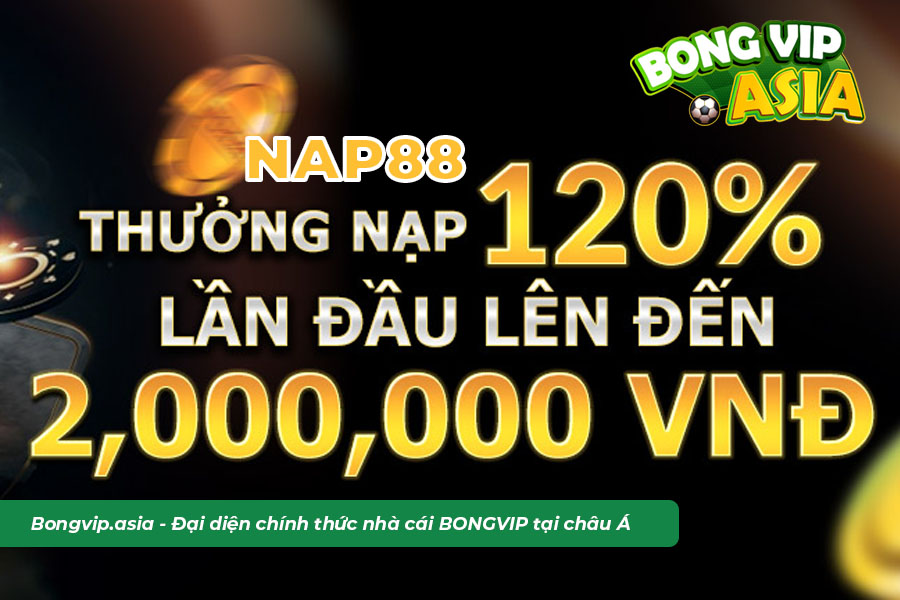 BONG VIP
ASIA
NAP88
THƯỞNG NẠP 120%
LẦN ĐẦU LÊN ĐẾN
2,000,000 VNĐ
Bongvip.asia - Đại diện chính thức nhà cái BONGVIP tại châu Á